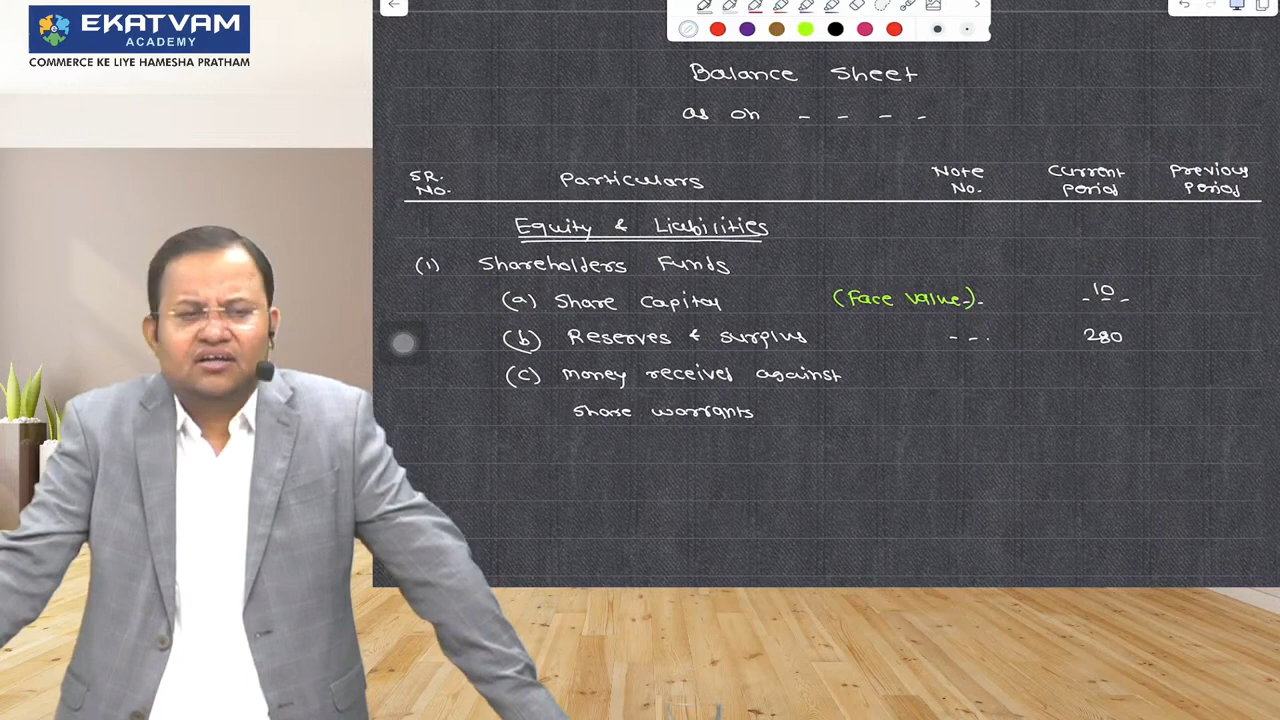 EKATVAM
ACADEMY
COMMERCE KE LIYE HAMESHA PRATHAM
Balance Sheet
as on - - - -
SR. No. Particulars Note No. Current Period Previous Period
Equity & Liabilities
(1) Shareholders Funds
(a) Share Capital (Face value) - - 10 -
(b) Reserves & surplus - - . 280
(c) money received against
share warrants